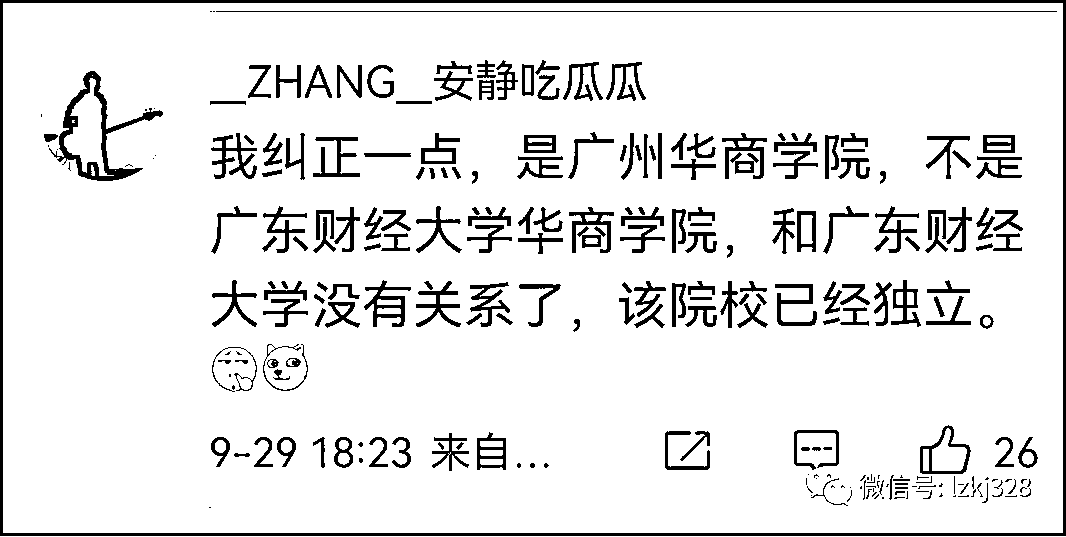 __ZHANG__安静吃瓜瓜
我纠正一点，是广州华商学院，不是
广东财经大学华商学院，和广东财经
大学没有关系了，该院校已经独立。
9-29 18:23 来自... 26
微信号: lzkj328